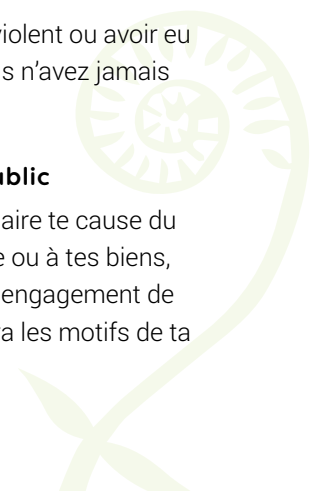 violent ou avoir eu
s n’avez jamais
ublic
aire te cause du
e ou à tes biens,
engagement de
a les motifs de ta